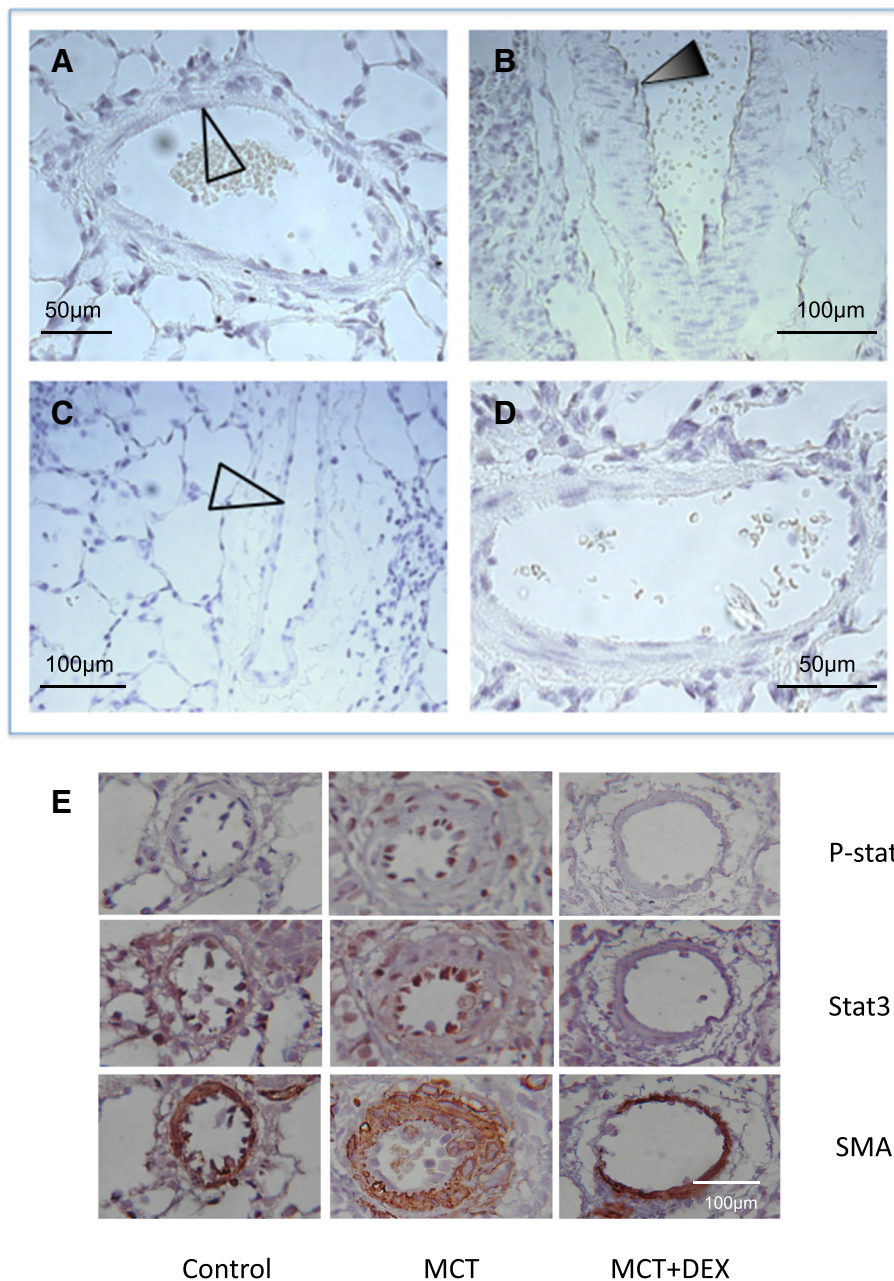 A
B
50µm
100µm
C
D
100µm
50µm
E
P-stat
Stat3
SMA
100µm
Control
MCT
MCT+DEX